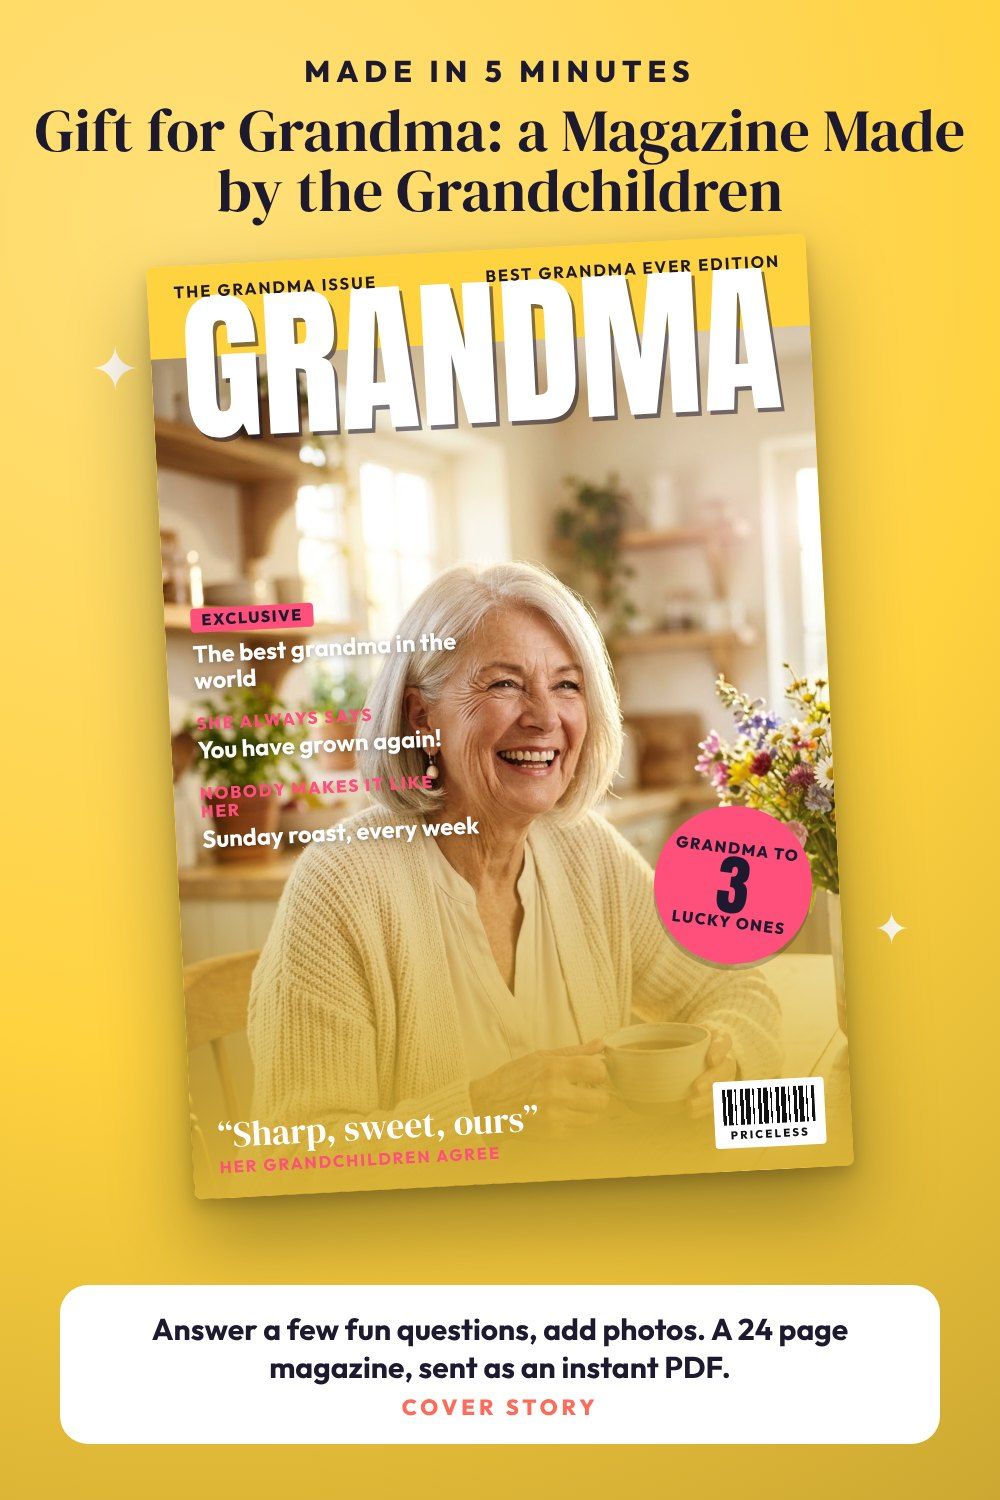 MADE IN 5 MINUTES
Gift for Grandma: a Magazine Made
by the Grandchildren
THE GRANDMA ISSUE
BEST GRANDMA EVER EDITION
GRANDMA
EXCLUSIVE
The best grandma in the
world
SHE ALWAYS SAYS
You have grown again!
NOBODY MAKES IT LIKE
HER
Sunday roast, every week
GRANDMA TO
3
LUCKY ONES
“Sharp, sweet, ours”
HER GRANDCHILDREN AGREE
PRICELESS
Answer a few fun questions, add photos. A 24 page
magazine, sent as an instant PDF.
COVER STORY